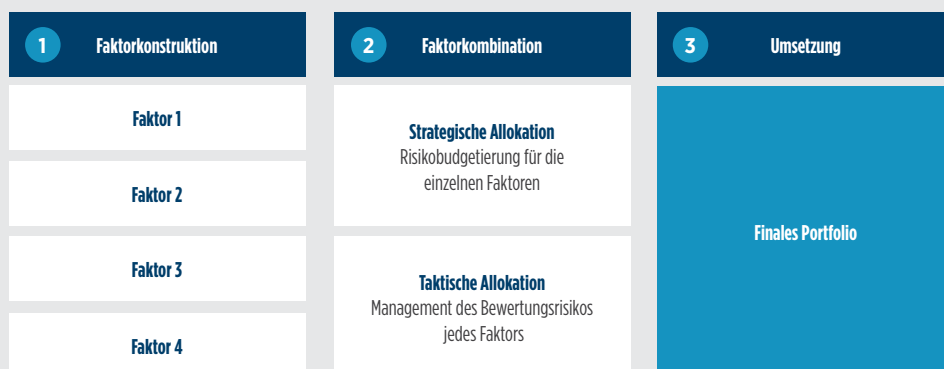 1 Faktorkonstruktion
Faktor 1
Faktor 2
Faktor 3
Faktor 4
2 Faktorkombination
Strategische Allokation
Risikobudgetierung für die
einzelnen Faktoren
Taktische Allokation
Management des Bewertungsrisikos
jedes Faktors
3 Umsetzung
Finales Portfolio